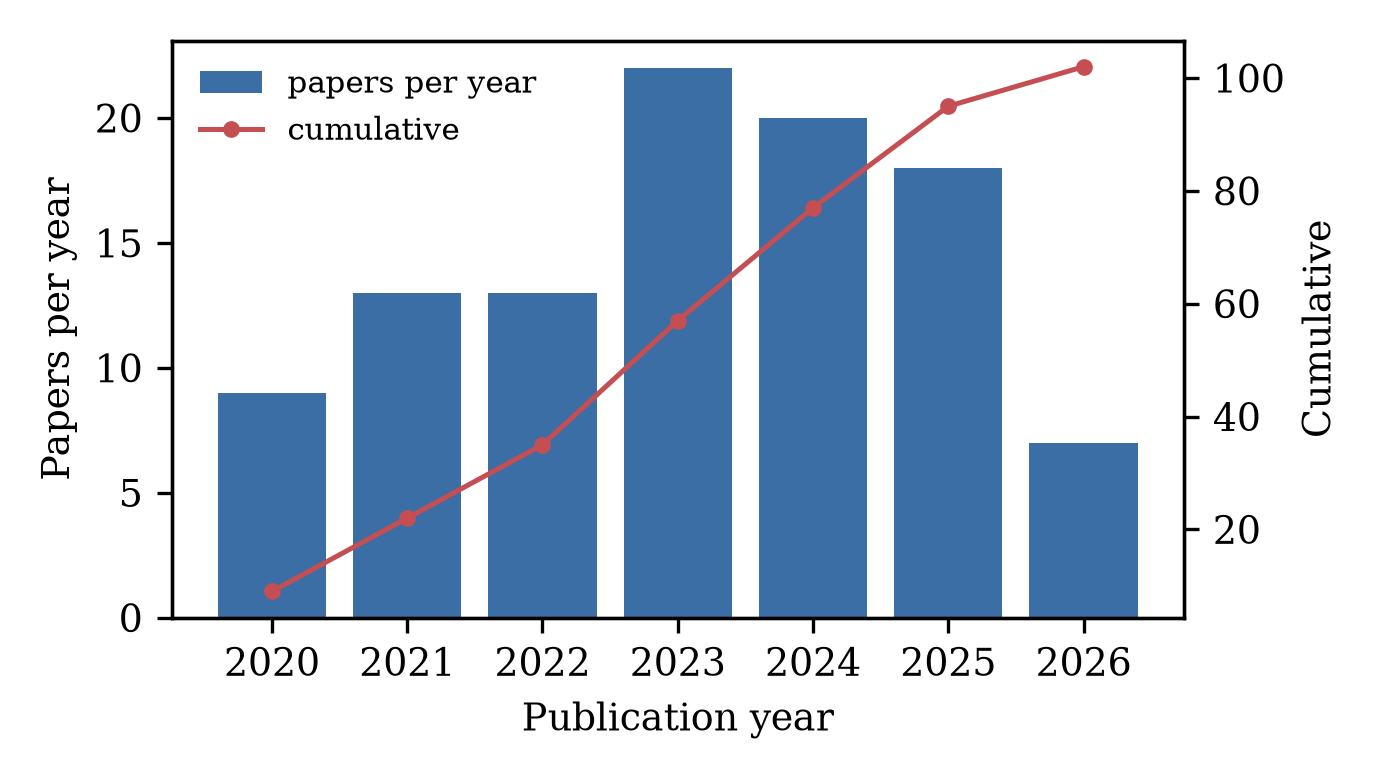 papers per year
cumulative
Papers per year
20
15
10
5
0
100
80
60
40
20
Cumulative
2020 2021 2022 2023 2024 2025 2026
Publication year